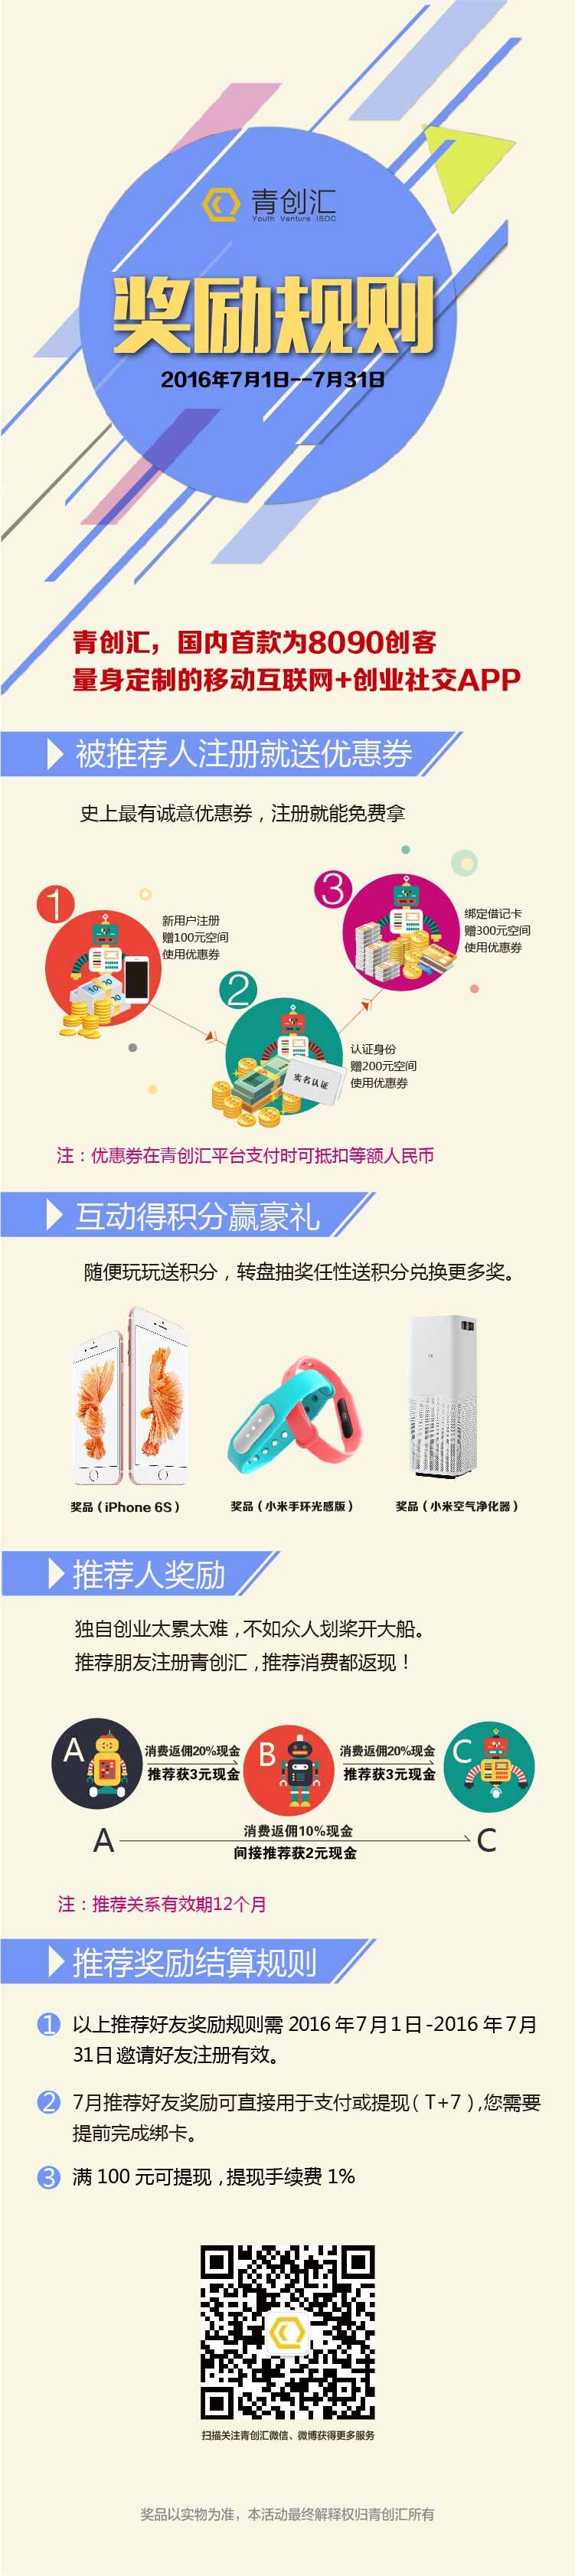 青创汇
Youth Venture ISOC
奖励规则
2016年7月1日--7月31日
青创汇，国内首款为8090创客
量身定制的移动互联网+创业社交APP
被推荐人注册就送优惠券
史上最有诚意优惠券，注册就能免费拿
1
新用户注册
赠100元空间
使用优惠券
2
实名认证
认证身份
赠200元空间
使用优惠券
3
绑定借记卡
赠300元空间
使用优惠券
注：优惠券在青创汇平台支付时可抵扣等额人民币
互动得积分赢豪礼
随便玩玩送积分，转盘抽奖任性送积分兑换更多奖。
奖品（iPhone 6S）
奖品（小米手环光感版）
奖品（小米空气净化器）
推荐人奖励
独自创业太累太难，不如众人划奖开大船。
推荐朋友注册青创汇，推荐消费都返现！
A
消费返佣20%现金
推荐获3元现金
B
消费返佣20%现金
推荐获3元现金
C
A
消费返佣10%现金
间接推荐获2元现金
C
注：推荐关系有效期12个月
推荐奖励结算规则
1 以上推荐好友奖励规则需 2016 年7月1日-2016 年7月
31日 邀请好友注册有效。
2 7月推荐好友奖励可直接用于支付或提现（T+7），您需要
提前完成绑卡。
3 满 100 元可提现，提现手续费 1%
扫描关注青创汇微信、微博获得更多服务
奖品以实物为准，本活动最终解释权归青创汇所有